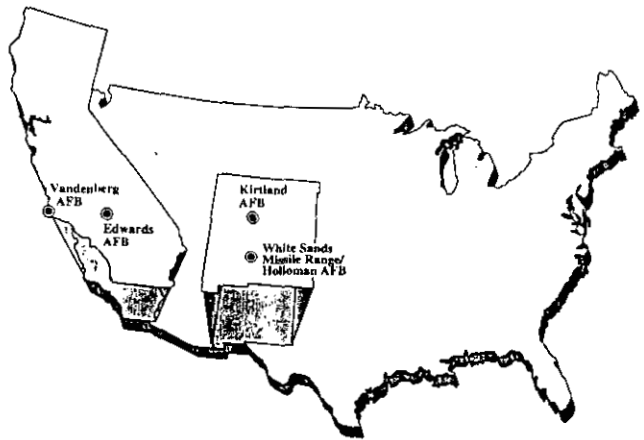 Vandenberg
AFB
Edwards
AFB
Kirtland
AFB
White Sands
Missile Range/
Holloman AFB